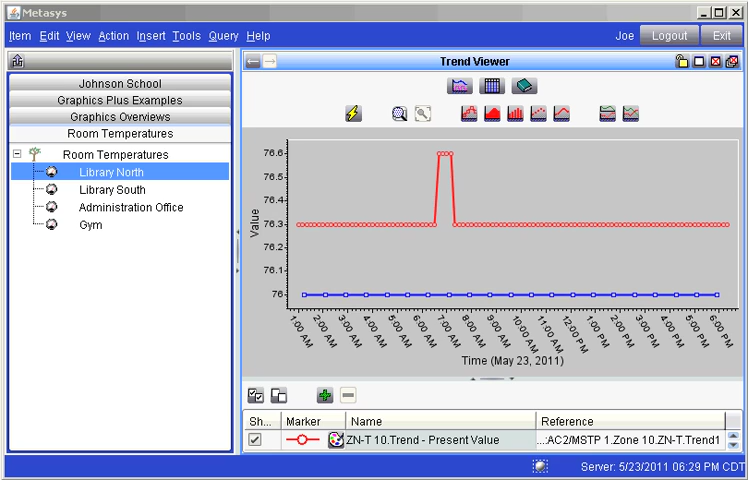 Metasys
Item Edit View Action Insert Tools Query Help Joe Logout Exit
Johnson School
Graphics Plus Examples
Graphics Overviews
Room Temperatures
Room Temperatures
Library North
Library South
Administration Office
Gym
Trend Viewer
Value
76.6
76.5
76.4
76.3
76.2
76.1
76
1:00 AM
2:00 AM
3:00 AM
4:00 AM
5:00 AM
6:00 AM
7:00 AM
8:00 AM
9:00 AM
10:00 AM
11:00 AM
12:00 PM
1:00 PM
2:00 PM
3:00 PM
4:00 PM
5:00 PM
6:00 PM
Time (May 23, 2011)
Sh... Marker Name Reference
ZN-T 10.Trend - Present Value ...:AC2/MSTP 1.Zone 10.ZN-T.Trend1
Server: 5/23/2011 06:29 PM CDT